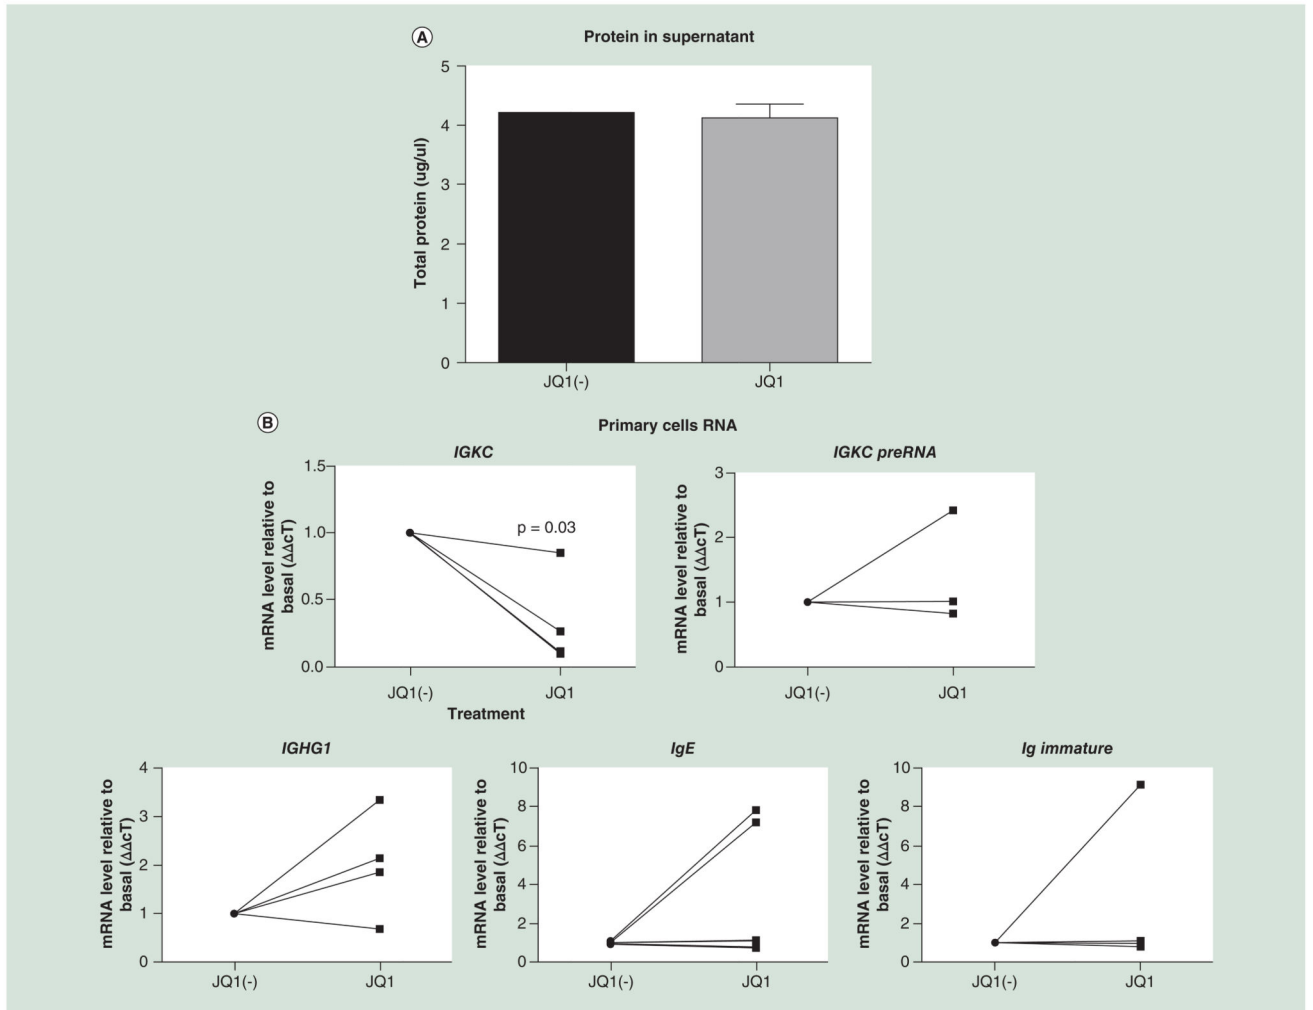 A
Protein in supernatant
Total protein (ug/ul)
5
4
3
2
1
0
JQ1(-)
JQ1
B
Primary cells RNA
IGKC
mRNA level relative to
basal (ΔΔcT)
1.5
1.0
0.5
0.0
p = 0.03
JQ1(-)
JQ1
Treatment
IGKC preRNA
mRNA level relative to
basal (ΔΔcT)
3
2
1
0
JQ1(-)
JQ1
IGHG1
mRNA level relative to
basal (ΔΔcT)
4
3
2
1
0
JQ1(-)
JQ1
IgE
mRNA level relative to
basal (ΔΔcT)
10
8
6
4
2
0
JQ1(-)
JQ1
Ig immature
mRNA level relative to
basal (ΔΔcT)
10
8
6
4
2
0
JQ1(-)
JQ1